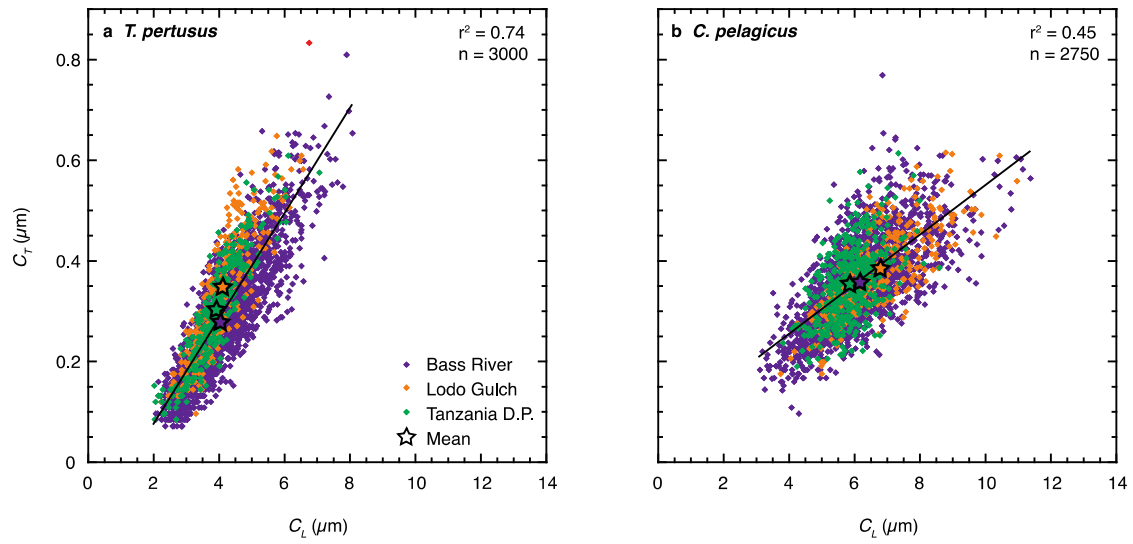 a T. pertusus
r² = 0.74
n = 3000
0.8
0.6
0.4
0.2
0
C_T (µm)
Bass River
Lodo Gulch
Tanzania D.P.
Mean
0 2 4 6 8 10 12 14
C_L (µm)
b C. pelagicus
r² = 0.45
n = 2750
0 2 4 6 8 10 12 14
C_L (µm)